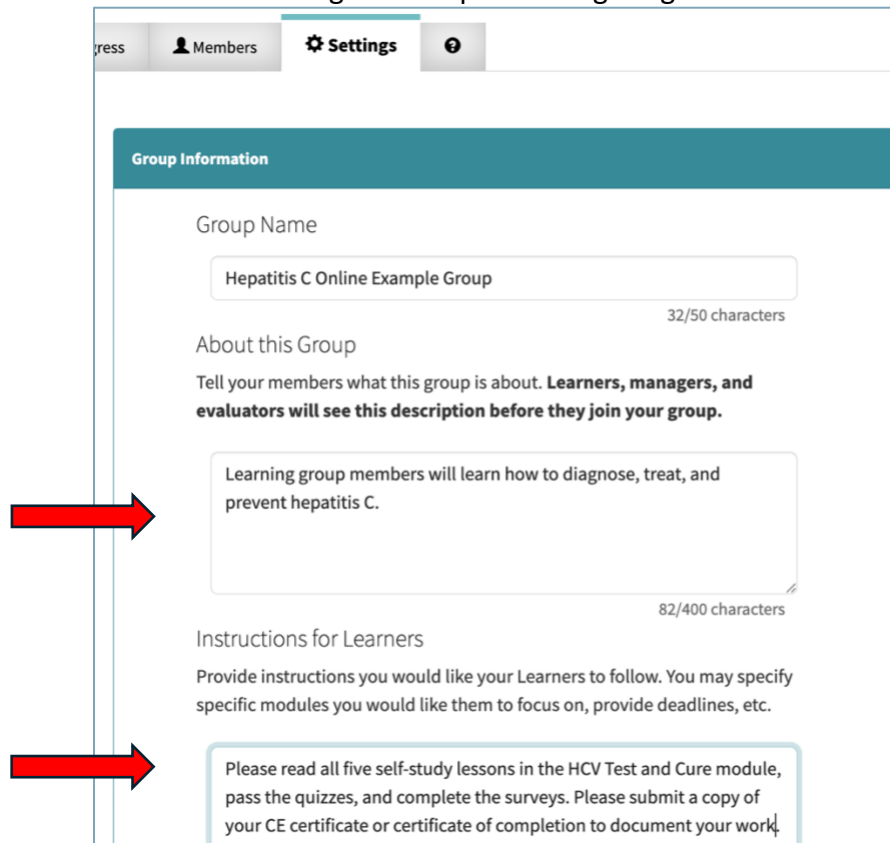 gress Members Settings ?
Group Information
Group Name
Hepatitis C Online Example Group
32/50 characters
About this Group
Tell your members what this group is about. Learners, managers, and
evaluators will see this description before they join your group.
Learning group members will learn how to diagnose, treat, and
prevent hepatitis C.
82/400 characters
Instructions for Learners
Provide instructions you would like your Learners to follow. You may specify
specific modules you would like them to focus on, provide deadlines, etc.
Please read all five self-study lessons in the HCV Test and Cure module,
pass the quizzes, and complete the surveys. Please submit a copy of
your CE certificate or certificate of completion to document your work.